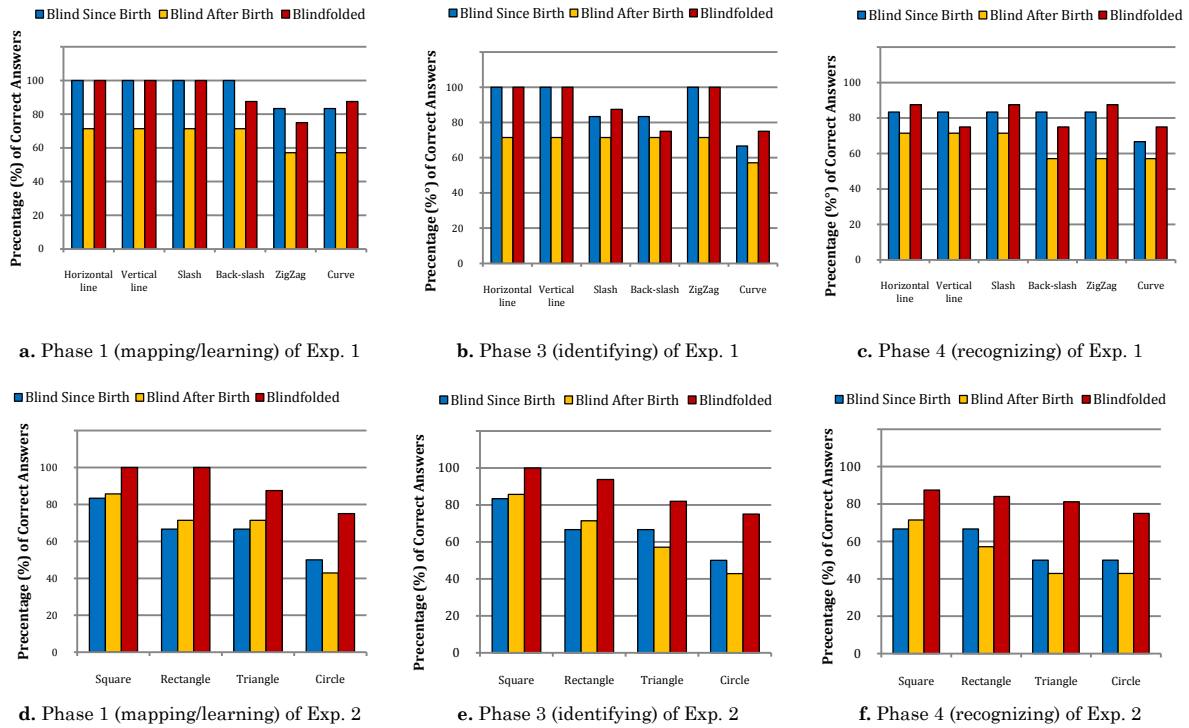 Blind Since Birth Blind After Birth Blindfolded
Precentage (%) of Correct Answers
100
80
60
40
20
0
Horizontal line Vertical line Slash Back-slash ZigZag Curve
a. Phase 1 (mapping/learning) of Exp. 1
Blind Since Birth Blind After Birth Blindfolded
Precentage (%°) of Correct Answers
100
80
60
40
20
0
Horizontal line Vertical line Slash Back-slash ZigZag Curve
b. Phase 3 (identifying) of Exp. 1
Blind Since Birth Blind After Birth Blindfolded
Precentage (%°) of Correct Answers
100
80
60
40
20
0
Horizontal line Vertical line Slash Back-slash ZigZag Curve
c. Phase 4 (recognizing) of Exp. 1
Blind Since Birth Blind After Birth Blindfolded
Precentage (%) of Correct Answers
100
80
60
40
20
0
Square Rectangle Triangle Circle
d. Phase 1 (mapping/learning) of Exp. 2
Blind Since Birth Blind After Birth Blindfolded
Precentage (%) of Correct Answers
100
80
60
40
20
0
Square Rectangle Triangle Circle
e. Phase 3 (identifying) of Exp. 2
Blind Since Birth Blind After Birth Blindfolded
Precentage (%) of Correct Answers
100
80
60
40
20
0
Square Rectangle Triangle Circle
f. Phase 4 (recognizing) of Exp. 2